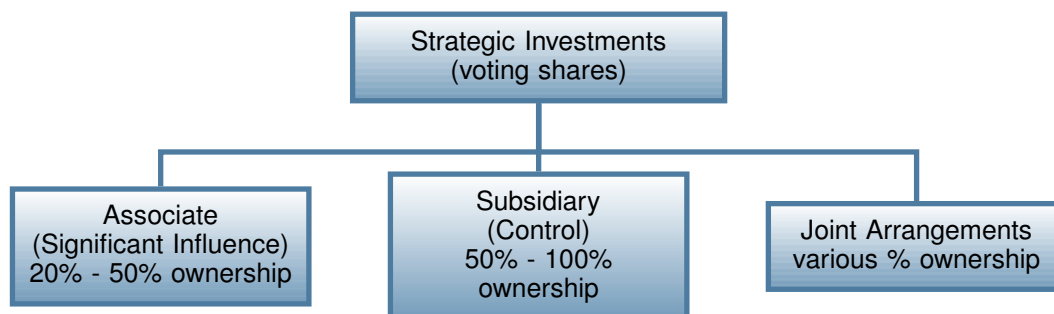 Strategic Investments
(voting shares)
Associate
(Significant Influence)
20% - 50% ownership
Subsidiary
(Control)
50% - 100%
ownership
Joint Arrangements
various % ownership